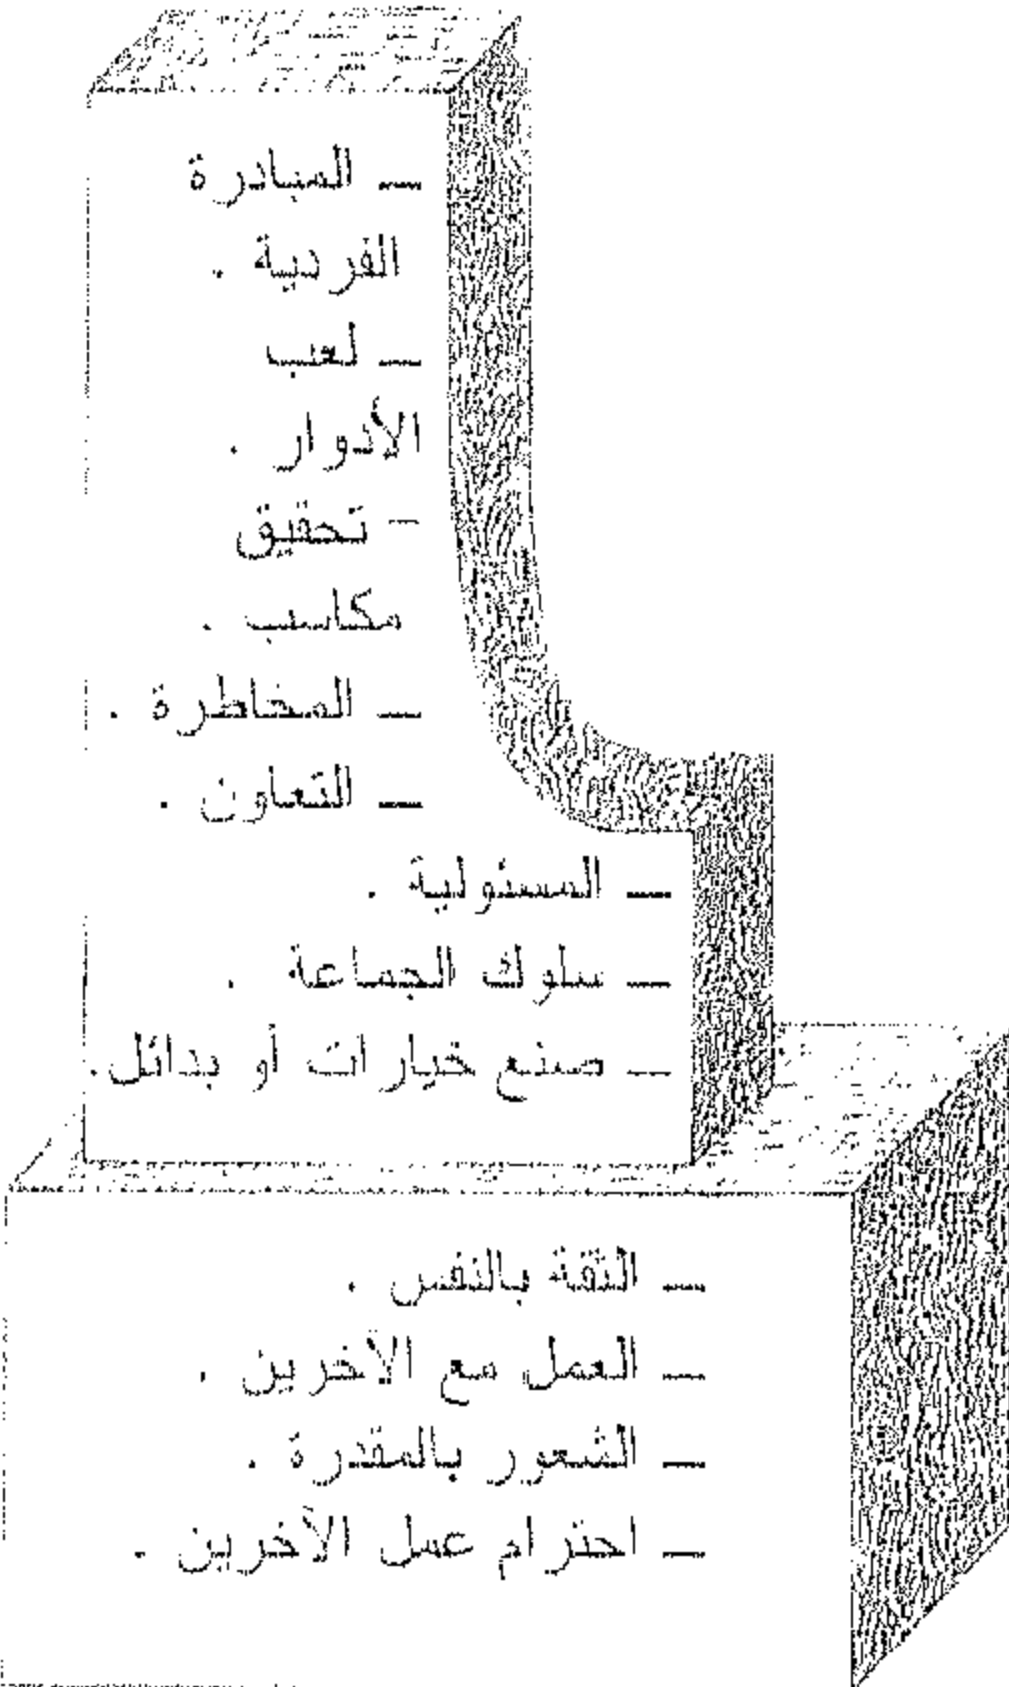 — المبادرة
الفردية .
— لعب
الأدوار .
- تحقيق
مكاسب .
— المخاطرة .
— التعاون .
— المسئولية .
— سلوك الجماعة .
— صنع خيارات أو بدائل.
— الثقة بالنفس .
— العمل مع الآخرين .
— الشعور بالمقدرة .
— احترام عمل الآخرين .